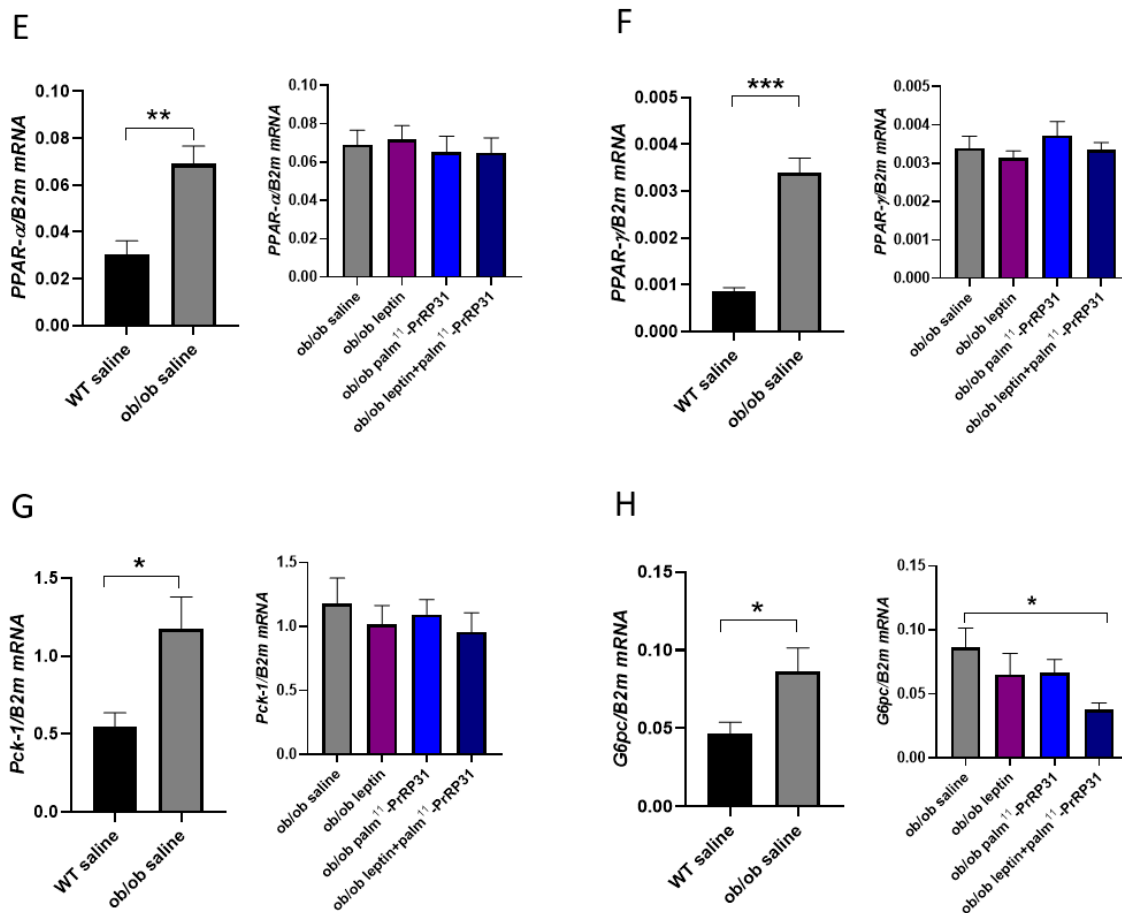 E
PPAR-α/B2m mRNA
0.10
0.08
0.06
0.04
0.02
0.00
**
WT saline
ob/ob saline
PPAR-α/B2m mRNA
0.10
0.08
0.06
0.04
0.02
0.00
ob/ob saline
ob/ob leptin
ob/ob palm¹¹-PrRP31
ob/ob leptin+palm¹¹-PrRP31
F
PPAR-γ/B2m mRNA
0.005
0.004
0.003
0.002
0.001
0.000
***
WT saline
ob/ob saline
PPAR-γ/B2m mRNA
0.005
0.004
0.003
0.002
0.001
0.000
ob/ob saline
ob/ob leptin
ob/ob palm¹¹-PrRP31
ob/ob leptin+palm¹¹-PrRP31
G
Pck-1/B2m mRNA
1.5
1.0
0.5
0.0
*
WT saline
ob/ob saline
Pck-1/B2m mRNA
1.5
1.0
0.5
0.0
ob/ob saline
ob/ob leptin
ob/ob palm¹¹-PrRP31
ob/ob leptin+palm¹¹-PrRP31
H
G6pc/B2m mRNA
0.15
0.10
0.05
0.00
*
WT saline
ob/ob saline
G6pc/B2m mRNA
0.15
0.10
0.05
0.00
*
ob/ob saline
ob/ob leptin
ob/ob palm¹¹-PrRP31
ob/ob leptin+palm¹¹-PrRP31